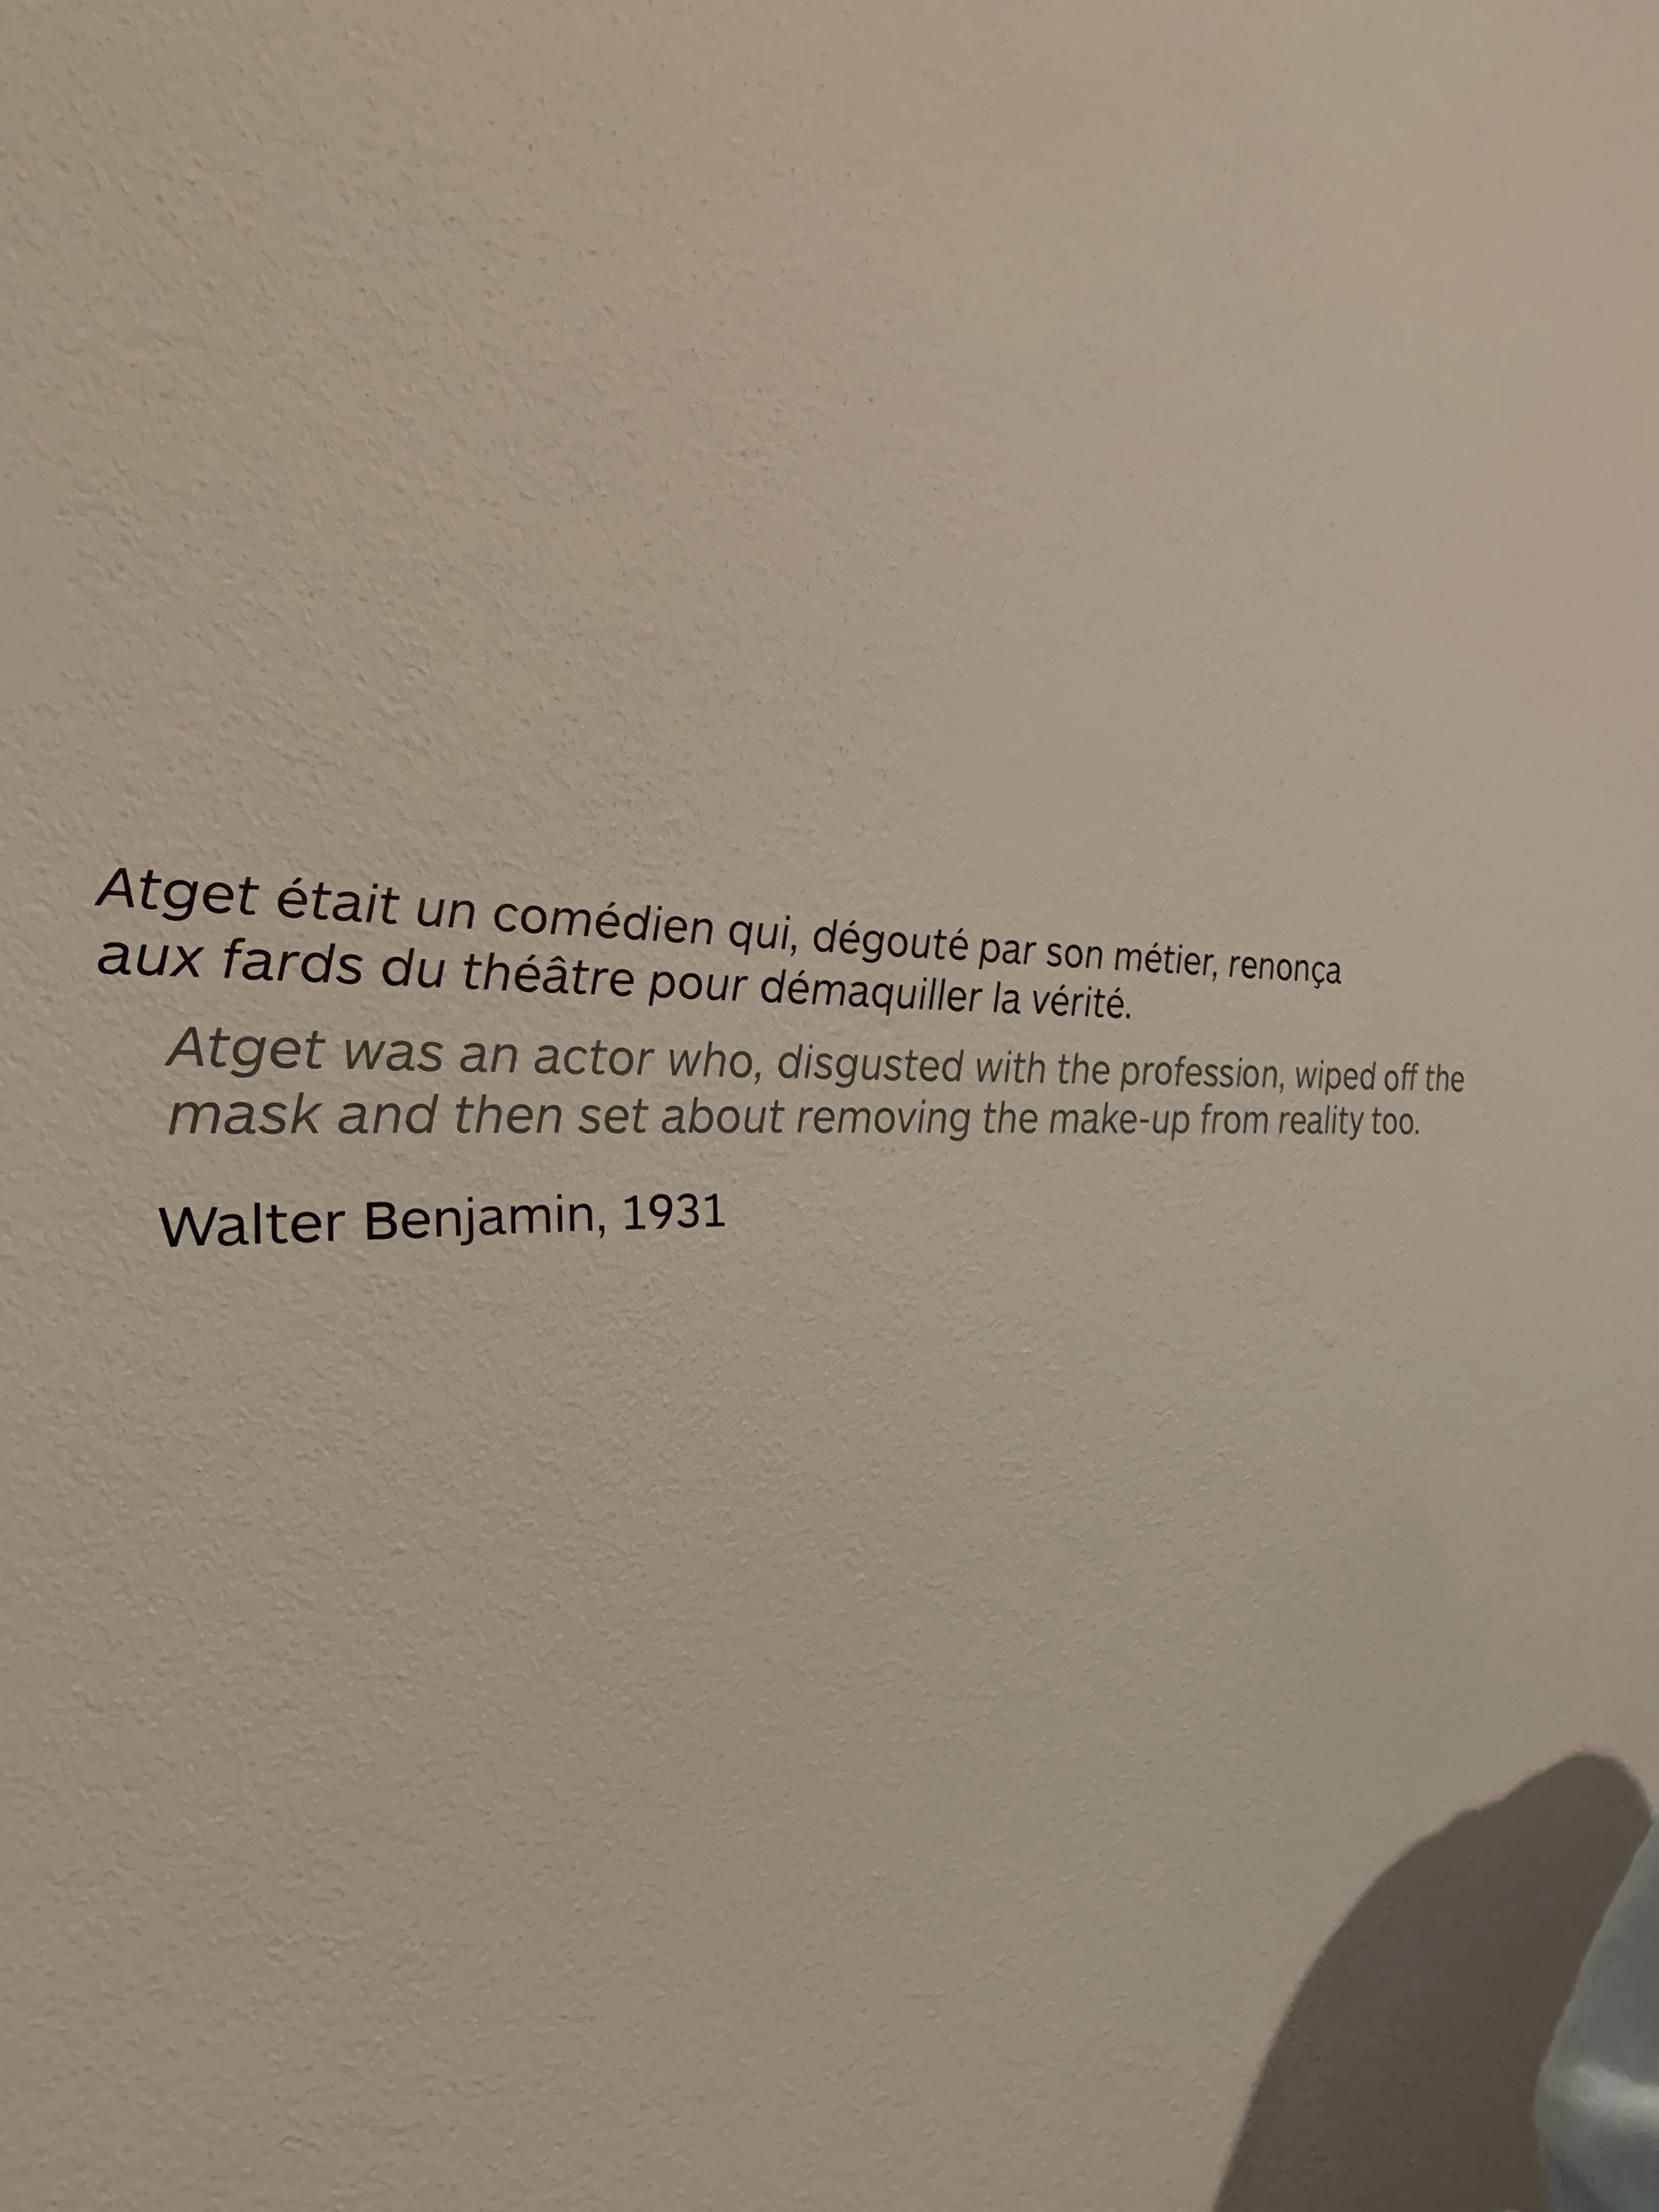 Atget était un comédien qui, dégouté par son métier, renonça
aux fards du théâtre pour démaquiller la vérité.
Atget was an actor who, disgusted with the profession, wiped off the
mask and then set about removing the make-up from reality too.
Walter Benjamin, 1931